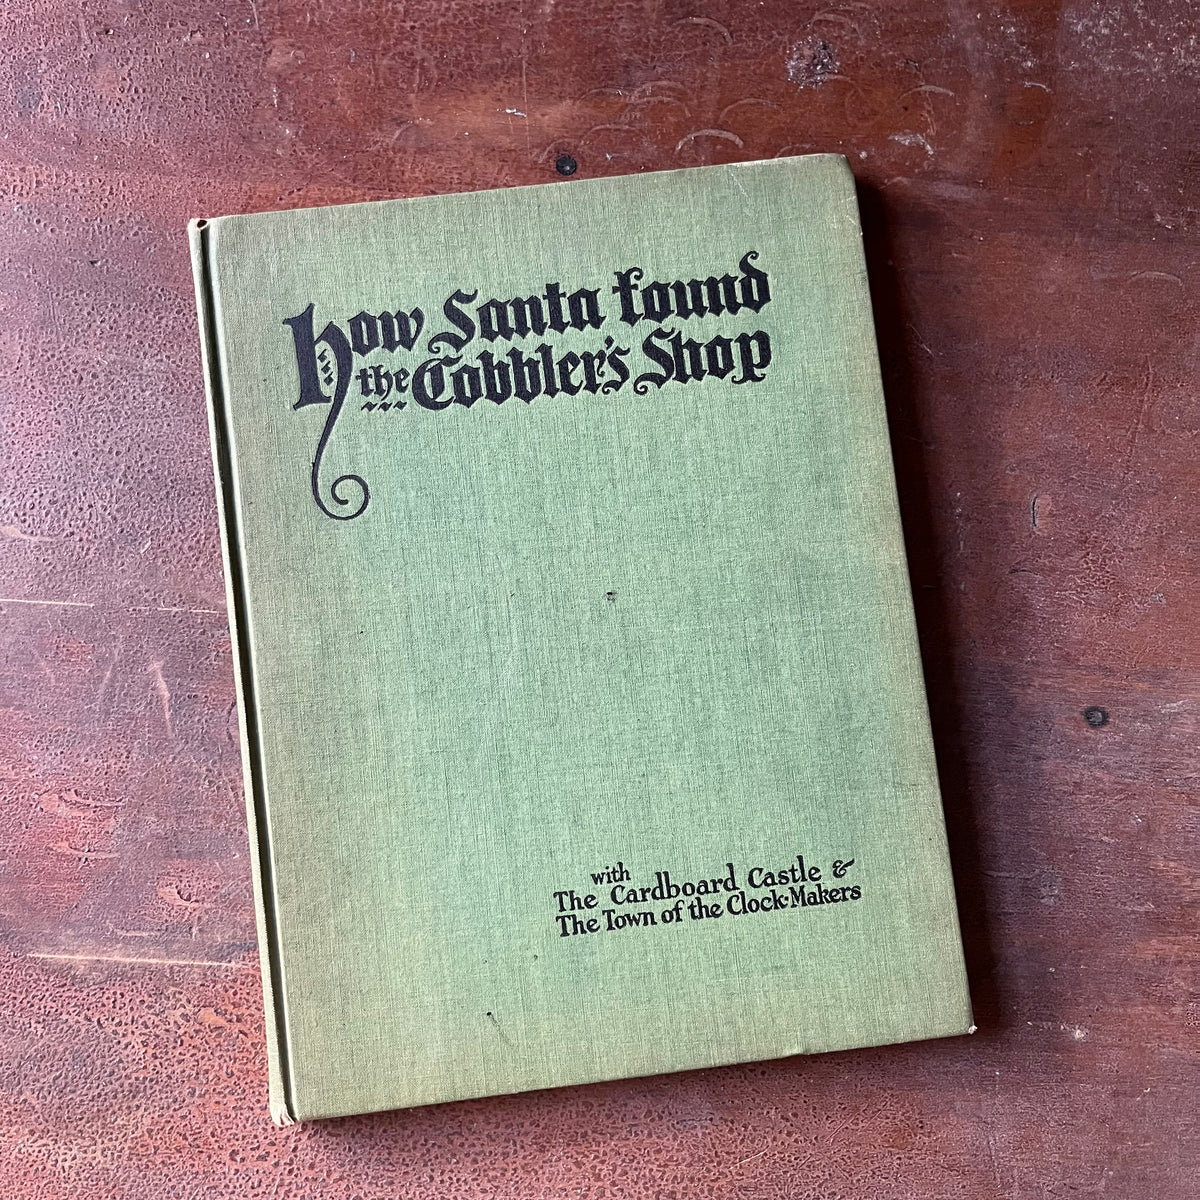 how Santa found
the Cobbler's Shop
with
The Cardboard Castle &
The Town of the Clock-Makers